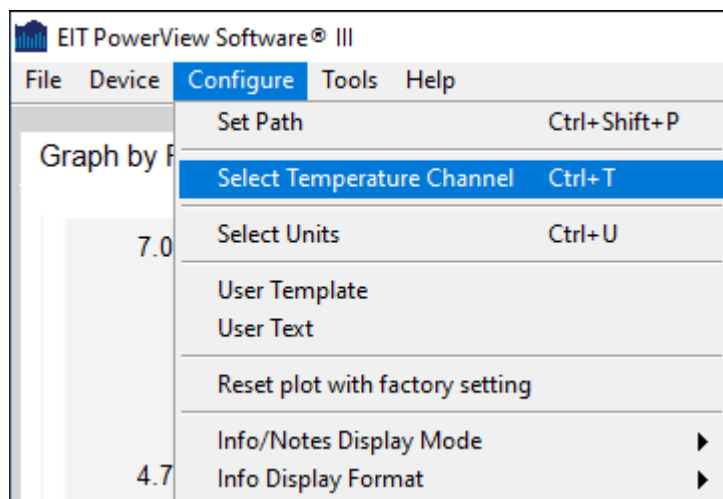 EIT PowerView Software® III
File Device Configure Tools Help
Set Path Ctrl+Shift+P
Graph by
Select Temperature Channel Ctrl+T
7.0
Select Units Ctrl+U
User Template
User Text
Reset plot with factory setting
Info/Notes Display Mode
4.7
Info Display Format